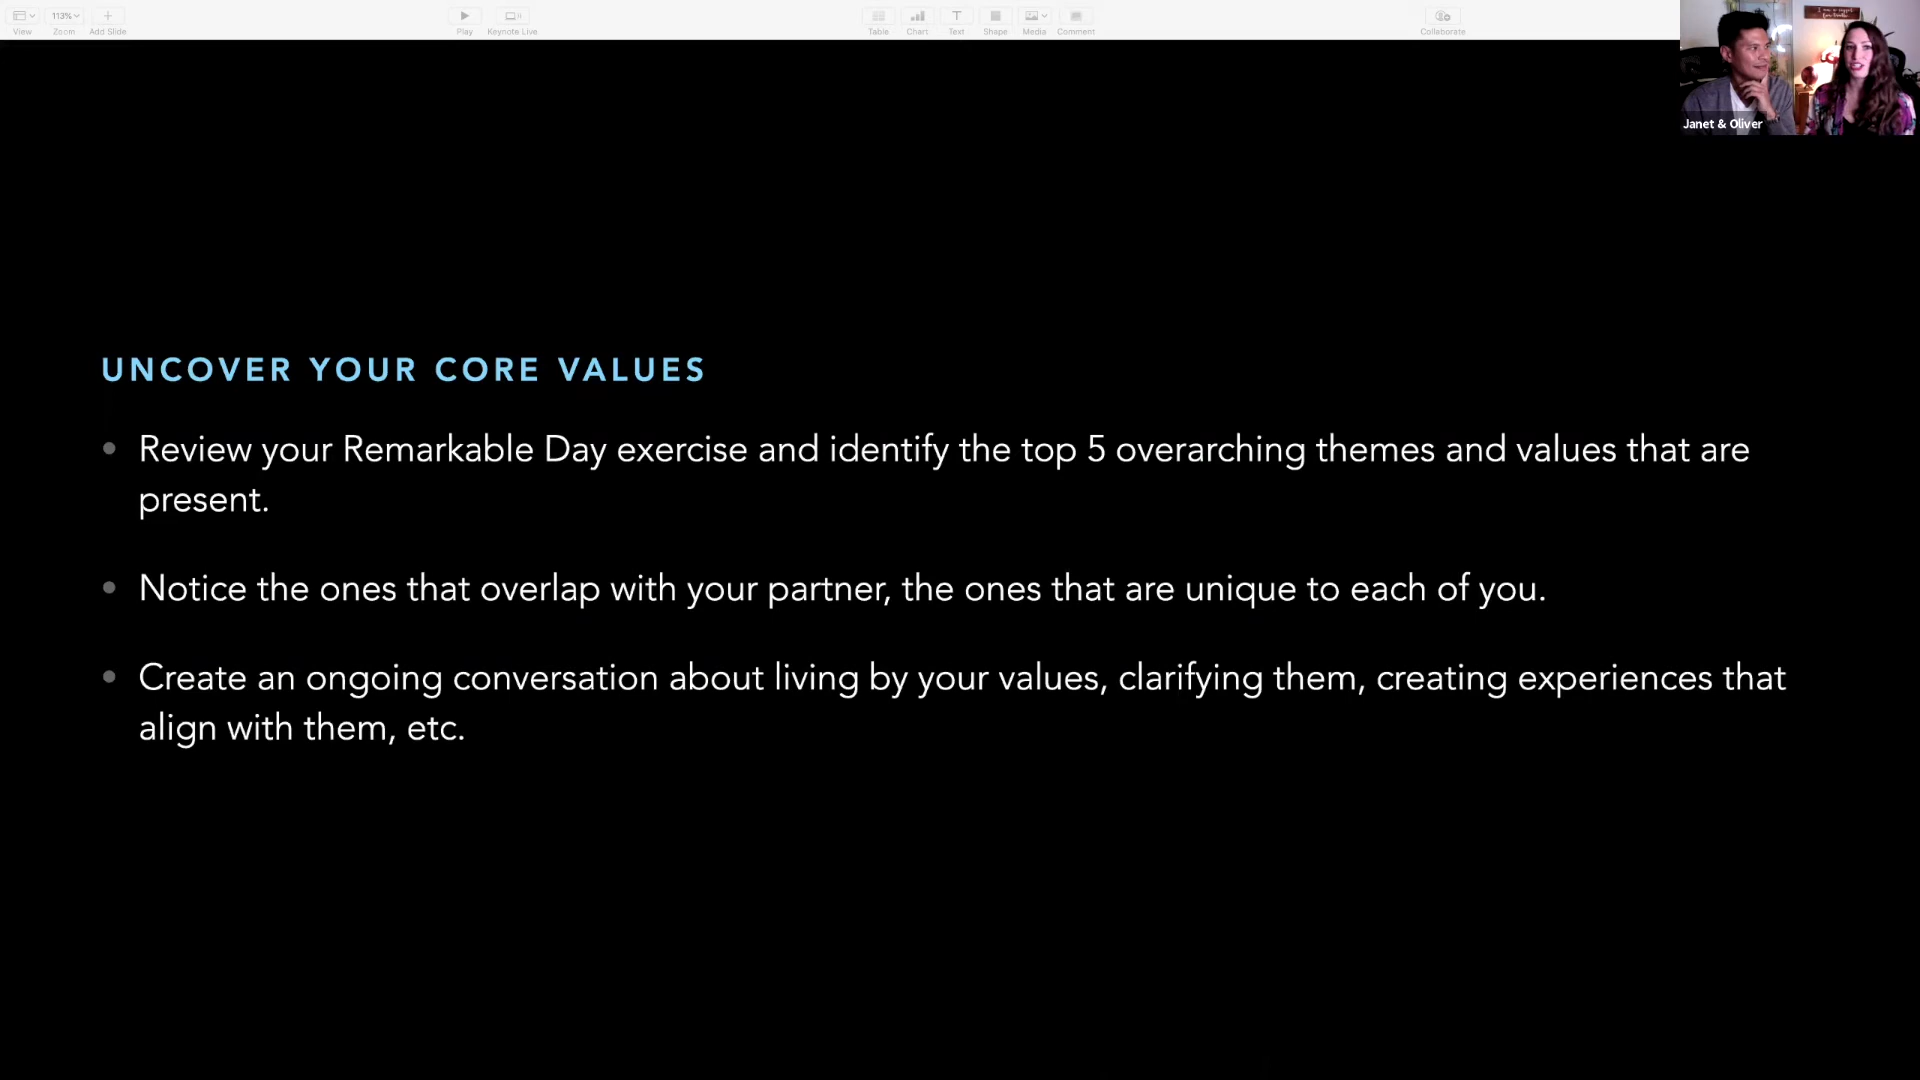 113%
View
Zoom
Add Slide
Play
Keynote Live
Table
Chart
Text
Shape
Media
Comment
Collaborate
Janet & Oliver
UNCOVER YOUR CORE VALUES
Review your Remarkable Day exercise and identify the top 5 overarching themes and values that are
present.
Notice the ones that overlap with your partner, the ones that are unique to each of you.
Create an ongoing conversation about living by your values, clarifying them, creating experiences that
align with them, etc.